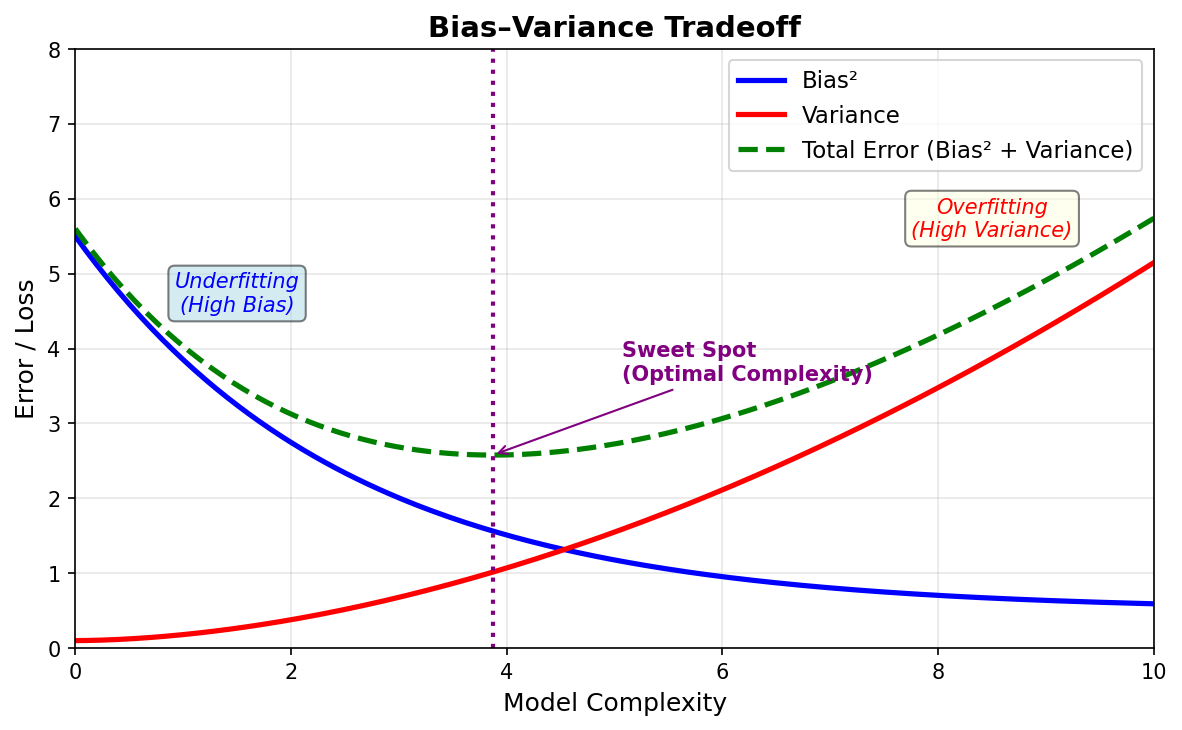 Bias–Variance Tradeoff
Error / Loss
8
7
6
5
4
3
2
1
0
Bias²
Variance
Total Error (Bias² + Variance)
Overfitting
(High Variance)
Underfitting
(High Bias)
Sweet Spot
(Optimal Complexity)
0 2 4 6 8 10
Model Complexity